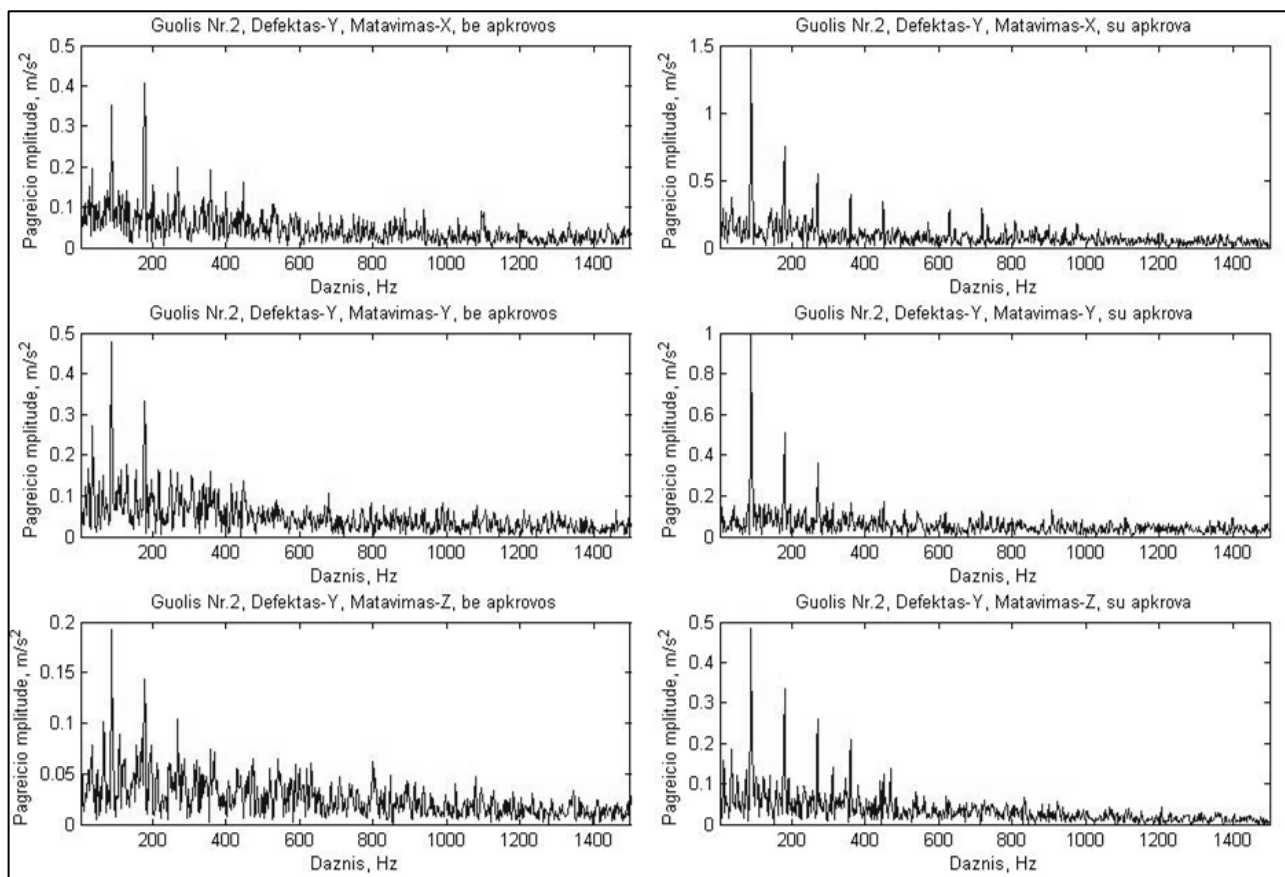 Guolis Nr.2, Defektas-Y, Matavimas-X, be apkrovos
0.5
0.4
0.3
0.2
0.1
0
Pagreicio mplitude, m/s²
200 400 600 800 1000 1200 1400
Daznis, Hz
Guolis Nr.2, Defektas-Y, Matavimas-X, su aprova
1.5
1
0.5
0
Pagreicio mplitude, m/s²
200 400 600 800 1000 1200 1400
Daznis, Hz
Guolis Nr.2, Defektas-Y, Matavimas-Y, be apkrovos
0.5
0.4
0.3
0.2
0.1
0
Pagreicio mplitude, m/s²
200 400 600 800 1000 1200 1400
Daznis, Hz
Guolis Nr.2, Defektas-Y, Matavimas-Y, su apkrova
1
0.8
0.6
0.4
0.2
0
Pagreicio mplitude, m/s²
200 400 600 800 1000 1200 1400
Daznis, Hz
Guolis Nr.2, Defektas-Y, Matavimas-Z, be apkrovos
0.2
0.15
0.1
0.05
0
Pagreicio mplitude, m/s²
200 400 600 800 1000 1200 1400
Daznis, Hz
Guolis Nr.2, Defektas-Y, Matavimas-Z, su apkrova
0.5
0.4
0.3
0.2
0.1
0
Pagreicio mplitude, m/s²
200 400 600 800 1000 1200 1400
Daznis, Hz